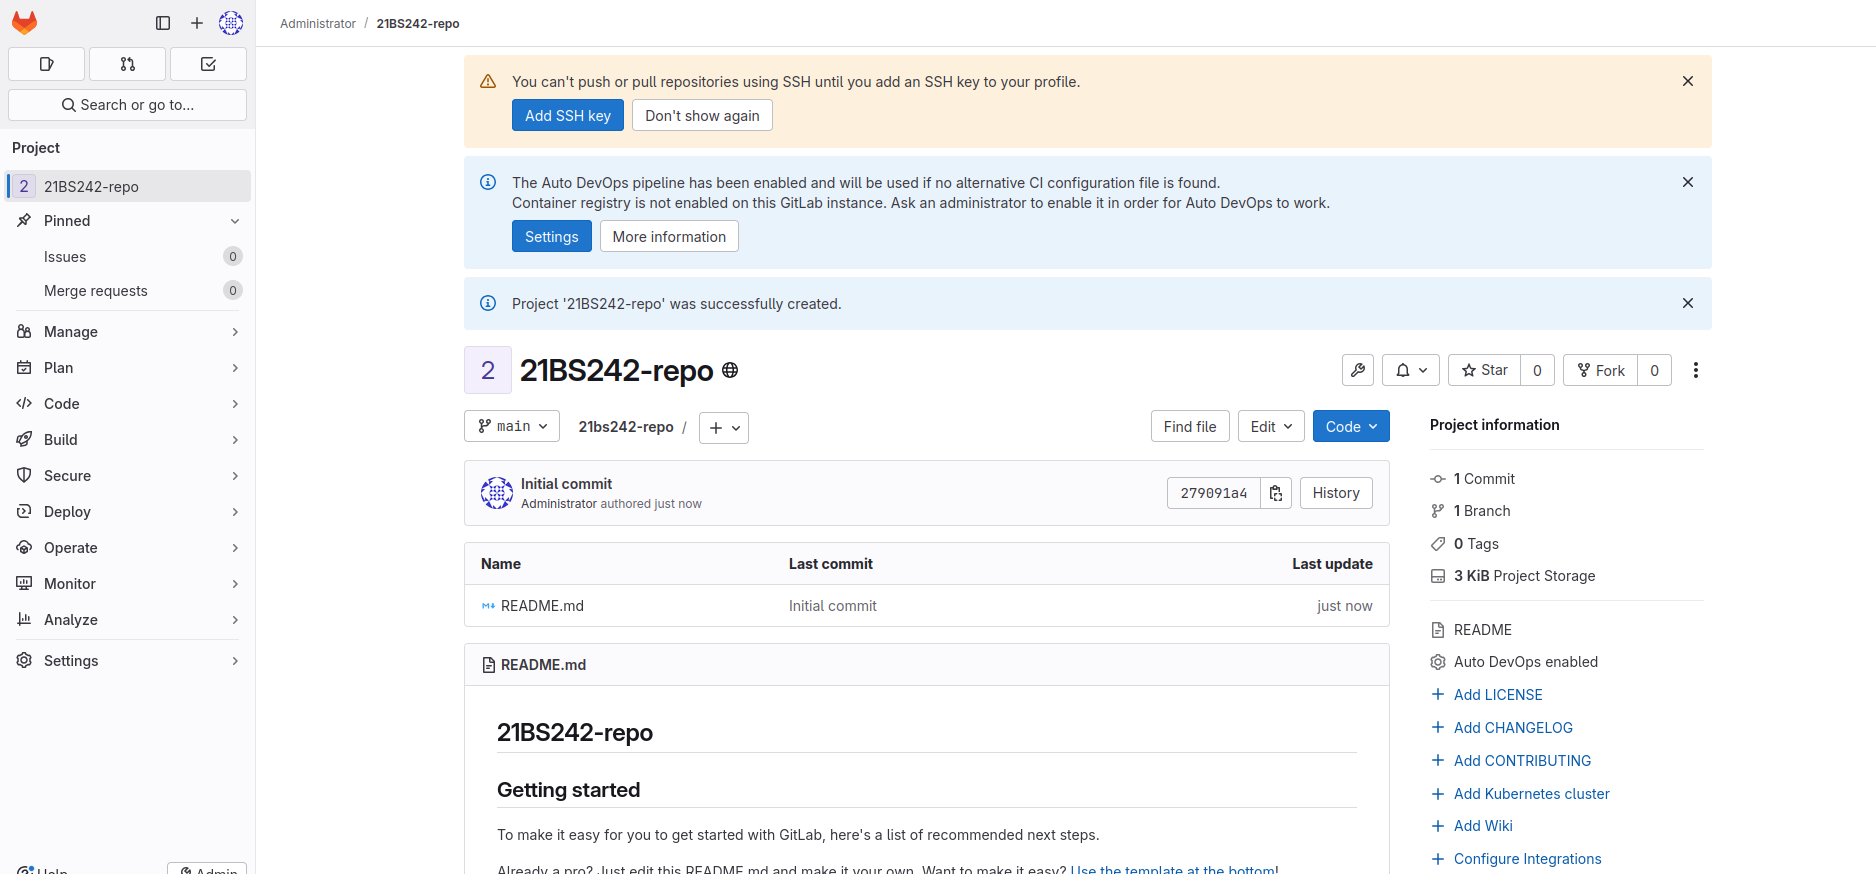 Administrator / 21BS242-repo
Search or go to...
Project
2 21BS242-repo
Pinned
Issues 0
Merge requests 0
Manage
Plan
Code
Build
Secure
Deploy
Operate
Monitor
Analyze
Settings
Help
Admin
You can't push or pull repositories using SSH until you add an SSH key to your profile.
Add SSH key Don't show again
The Auto DevOps pipeline has been enabled and will be used if no alternative CI configuration file is found.
Container registry is not enabled on this GitLab instance. Ask an administrator to enable it in order for Auto DevOps to work.
Settings More information
Project '21BS242-repo' was successfully created.
2 21BS242-repo
Star 0 Fork 0
main 21bs242-repo / Find file Edit Code
Initial commit
Administrator authored just now
279091a4 History
Name Last commit Last update
README.md Initial commit just now
README.md
21BS242-repo
Getting started
To make it easy for you to get started with GitLab, here's a list of recommended next steps.
Already a pro? Just edit this README.md and make it your own. Want to make it easy? Use the template at the bottom!
Project information
1 Commit
1 Branch
0 Tags
3 KiB Project Storage
README
Auto DevOps enabled
Add LICENSE
Add CHANGELOG
Add CONTRIBUTING
Add Kubernetes cluster
Add Wiki
Configure Integrations